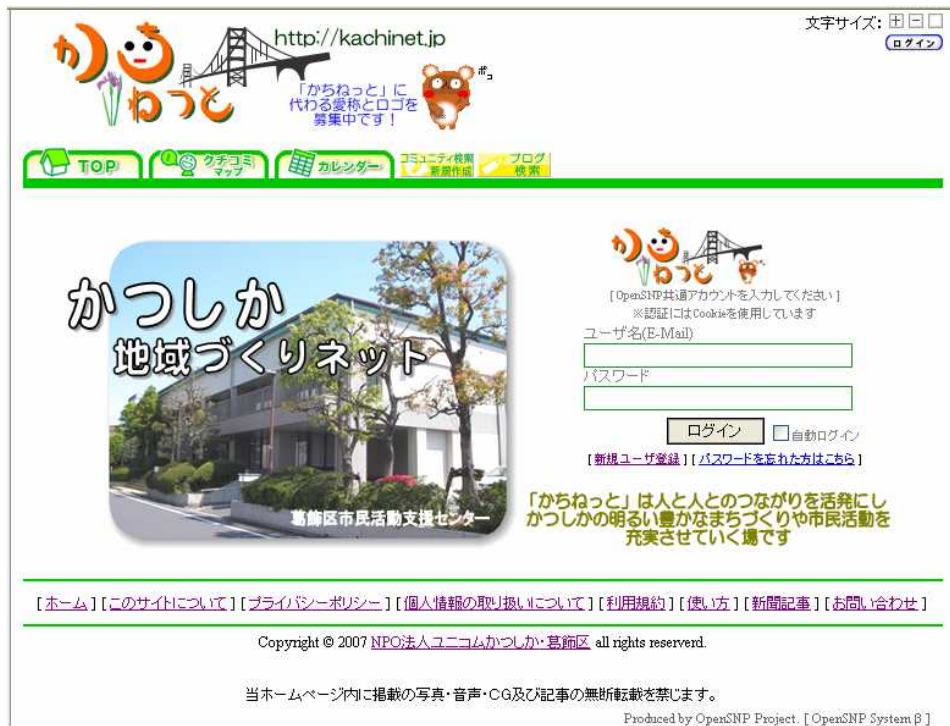 かちねっと
http://kachinet.jp
「かちねっと」に
代わる愛称とロゴを
募集中です!
ポコ
文字サイズ:
ログイン
TOP
クチコミ
マップ
カレンダー
コミュニティ検索
新規作成
ブログ
検索
かつしか
地域づくりネット
葛飾区市民活動支援センター
かちねっと
[ OpenSNP共通アカウントを入力してください ]
※認証にはCookieを使用しています
ユーザ名(E-Mail)
パスワード
ログイン 自動ログイン
[ 新規ユーザ登録 ] [ パスワードを忘れた方はこちら ]
「かちねっと」は人と人とのつながりを活発にし
かつしかの明るい豊かなまちづくりや市民活動を
充実させていく場です
[ ホーム ] [ このサイトについて ] [ プライバシーポリシー ] [ 個人情報の取り扱いについて ] [ 利用規約 ] [ 使い方 ] [ 新聞記事 ] [ お問い合わせ ]
Copyright © 2007 NPO法人ユニコムかつしか・葛飾区 all rights reserverd.
当ホームページ内に掲載の写真・音声・CG及び記事の無断転載を禁じます。
Produced by OpenSNP Project. [ OpenSNP System β ]